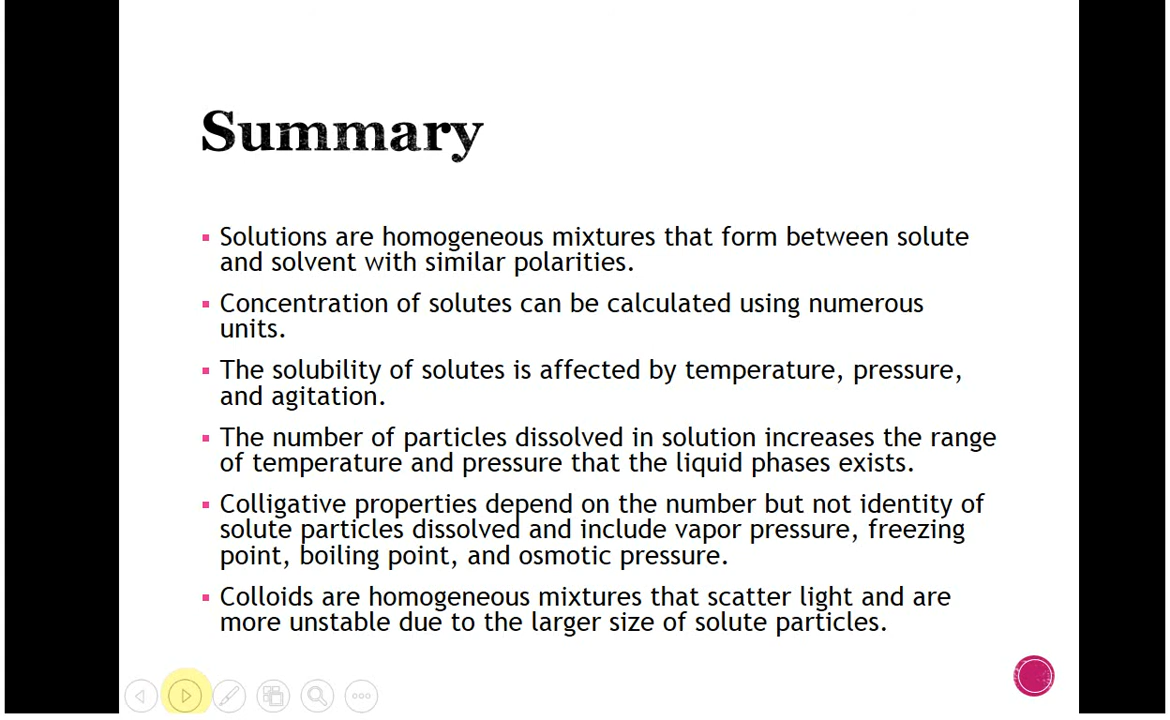 Summary
Solutions are homogeneous mixtures that form between solute
and solvent with similar polarities.
Concentration of solutes can be calculated using numerous
units.
The solubility of solutes is affected by temperature, pressure,
and agitation.
The number of particles dissolved in solution increases the range
of temperature and pressure that the liquid phases exists.
Colligative properties depend on the number but not identity of
solute particles dissolved and include vapor pressure, freezing
point, boiling point, and osmotic pressure.
Colloids are homogeneous mixtures that scatter light and are
more unstable due to the larger size of solute particles.